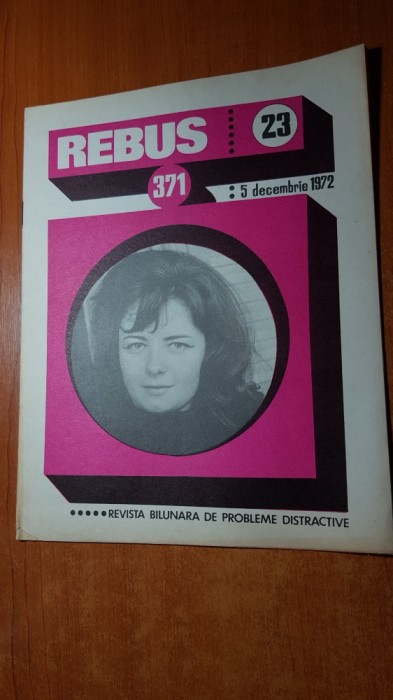 REBUS
23
371
5 decembrie 1972
REVISTA BILUNARA DE PROBLEME DISTRACTIVE